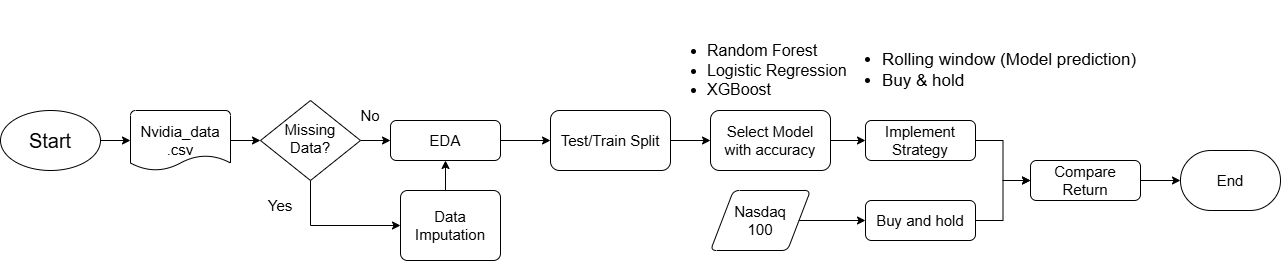 Random Forest
Logistic Regression
XGBoost
Rolling window (Model prediction)
Buy & hold
Start
Nvidia_data
.csv
Missing
Data?
No
Yes
EDA
Data
Imputation
Test/Train Split
Select Model
with accuracy
Implement
Strategy
Nasdaq
100
Buy and hold
Compare
Return
End